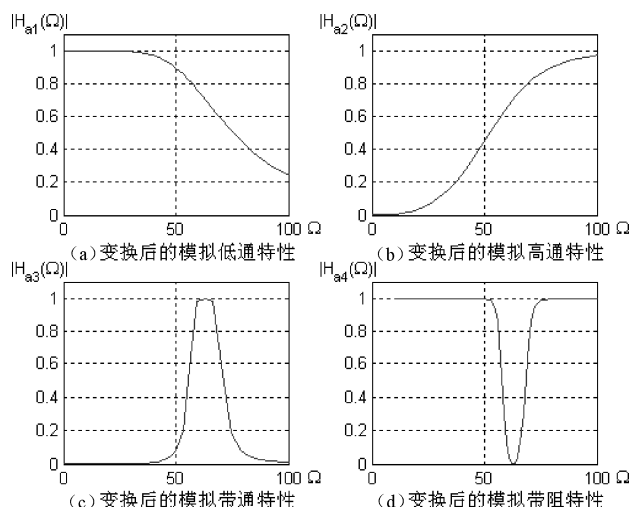 |Ha1(Ω)|
1
0.8
0.6
0.4
0.2
0
0 50 100 Ω
(a)变换后的模拟低通特性
|Ha2(Ω)|
1
0.8
0.6
0.4
0.2
0
0 50 100 Ω
(b)变换后的模拟高通特性
|Ha3(Ω)|
1
0.8
0.6
0.4
0.2
0
0 50 100 Ω
(c)变换后的模拟带通特性
|Ha4(Ω)|
1
0.8
0.6
0.4
0.2
0
0 50 100 Ω
(d)变换后的模拟带阻特性